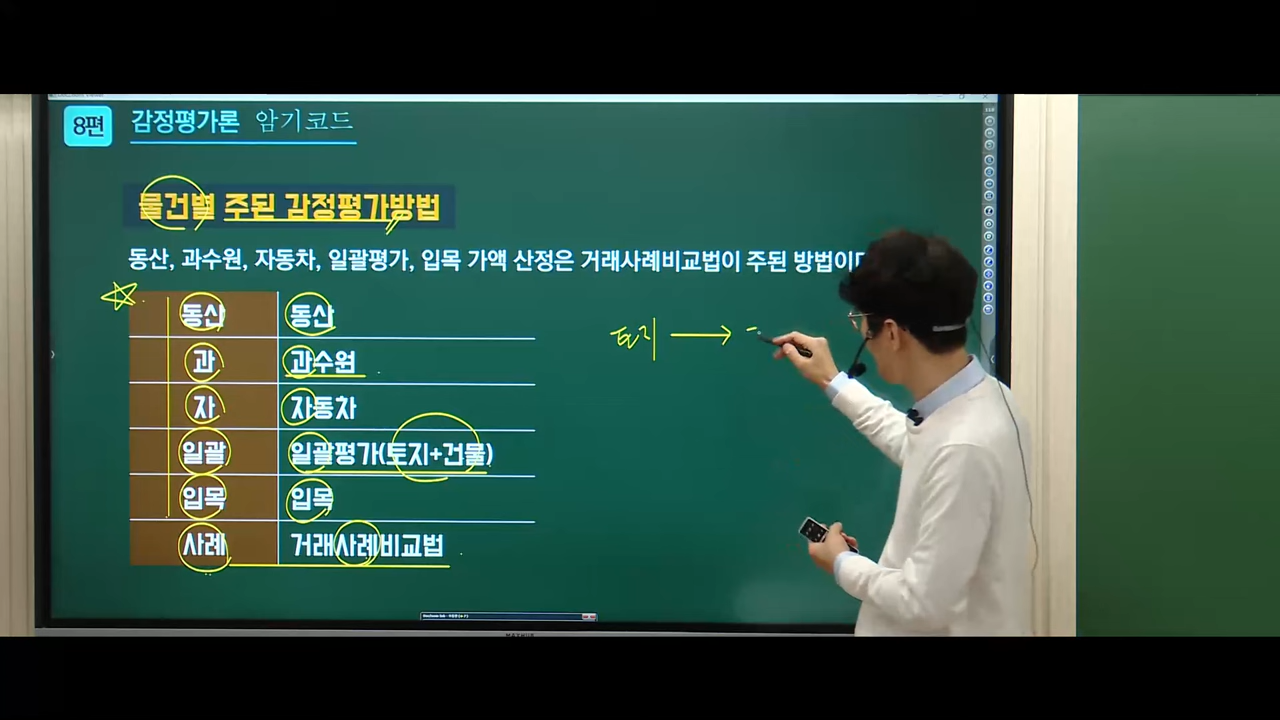 8편 감정평가론 암기코드
물건별 주된 감정평가방법
동산, 과수원, 자동차, 일괄평가, 입목 가액 산정은 거래사례비교법이 주된 방법이다
동산 동산
과 과수원
자 자동차
일괄 일괄평가(토지+건물)
입목 입목
사례 거래사례비교법
토지 →